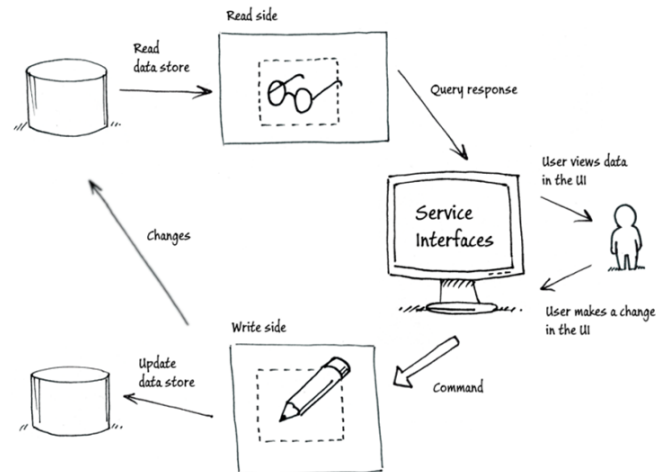 Read side
Read
data store
Query response
User views data
in the UI
Service
Interfaces
Changes
User makes a change
in the UI
Write side
Update
data store
Command